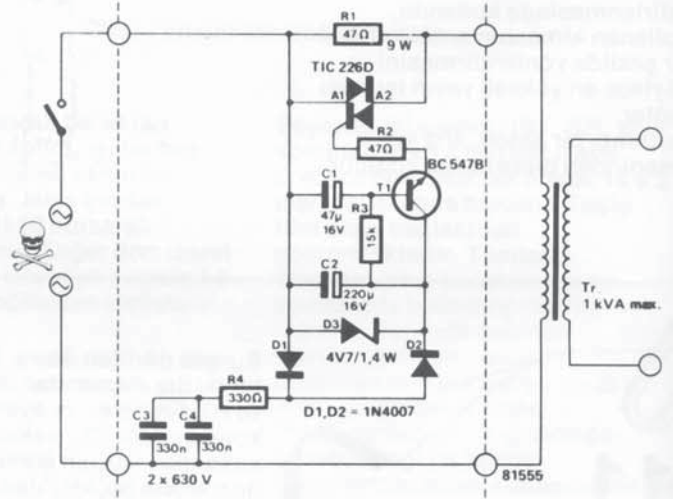 R1
47Ω
9 W
TIC 226D
A1
A2
R2
47Ω
BC 547B
C1
T1
47µ
16V
R3
15k
C2
220µ
16V
D3
D1
D2
4V7/1,4 W
Tr.
1 kVA max.
R4
330Ω
D1,D2 = 1N4007
C3
C4
330n
330n
2 x 630 V
81555